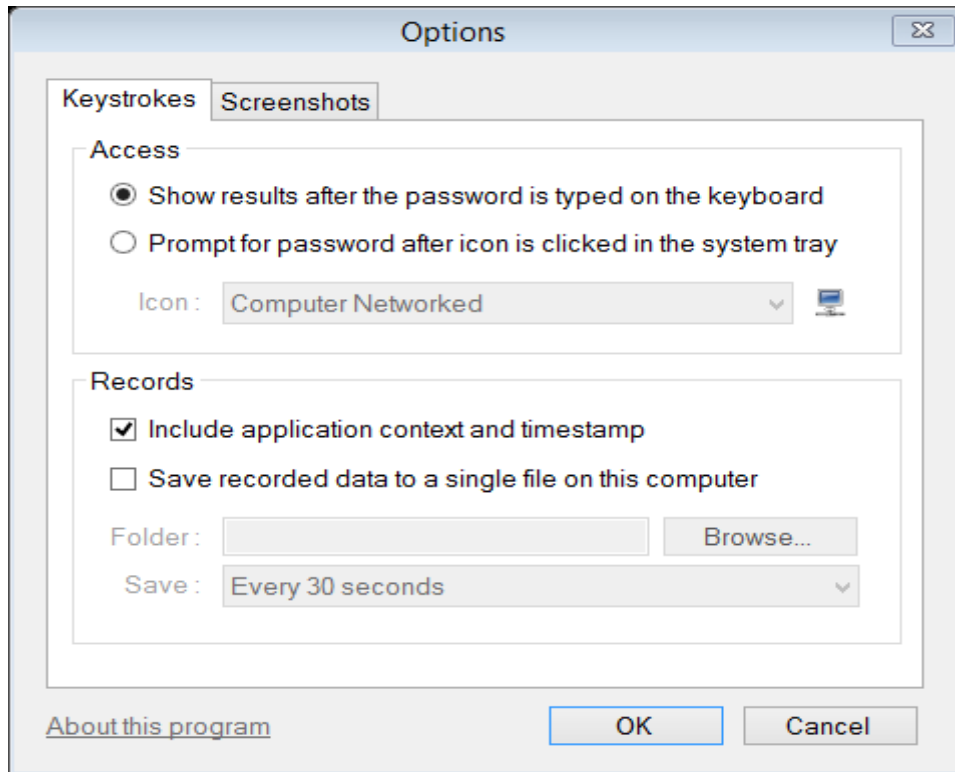 Options
Keystrokes
Screenshots
Access
Show results after the password is typed on the keyboard
Prompt for password after icon is clicked in the system tray
Icon :
Computer Networked
Records
Include application context and timestamp
Save recorded data to a single file on this computer
Folder :
Browse...
Save :
Every 30 seconds
About this program
OK
Cancel